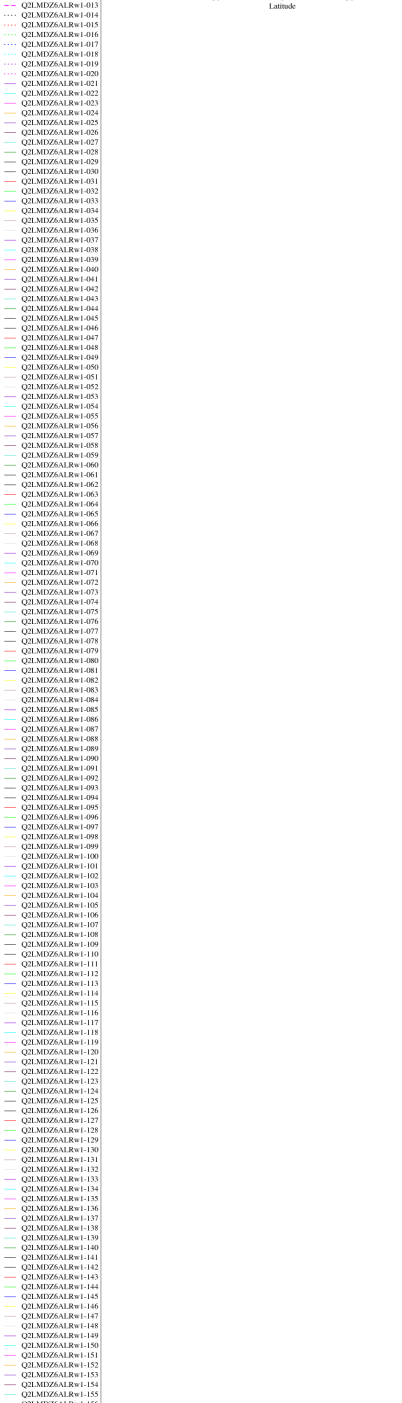 Q2LMDZ6ALRw1-013
Latitude
Q2LMDZ6ALRw1-014
Q2LMDZ6ALRw1-015
Q2LMDZ6ALRw1-016
Q2LMDZ6ALRw1-017
Q2LMDZ6ALRw1-018
Q2LMDZ6ALRw1-019
Q2LMDZ6ALRw1-020
Q2LMDZ6ALRw1-021
Q2LMDZ6ALRw1-022
Q2LMDZ6ALRw1-023
Q2LMDZ6ALRw1-024
Q2LMDZ6ALRw1-025
Q2LMDZ6ALRw1-026
Q2LMDZ6ALRw1-027
Q2LMDZ6ALRw1-028
Q2LMDZ6ALRw1-029
Q2LMDZ6ALRw1-030
Q2LMDZ6ALRw1-031
Q2LMDZ6ALRw1-032
Q2LMDZ6ALRw1-033
Q2LMDZ6ALRw1-034
Q2LMDZ6ALRw1-035
Q2LMDZ6ALRw1-036
Q2LMDZ6ALRw1-037
Q2LMDZ6ALRw1-038
Q2LMDZ6ALRw1-039
Q2LMDZ6ALRw1-040
Q2LMDZ6ALRw1-041
Q2LMDZ6ALRw1-042
Q2LMDZ6ALRw1-043
Q2LMDZ6ALRw1-044
Q2LMDZ6ALRw1-045
Q2LMDZ6ALRw1-046
Q2LMDZ6ALRw1-047
Q2LMDZ6ALRw1-048
Q2LMDZ6ALRw1-049
Q2LMDZ6ALRw1-050
Q2LMDZ6ALRw1-051
Q2LMDZ6ALRw1-052
Q2LMDZ6ALRw1-053
Q2LMDZ6ALRw1-054
Q2LMDZ6ALRw1-055
Q2LMDZ6ALRw1-056
Q2LMDZ6ALRw1-057
Q2LMDZ6ALRw1-058
Q2LMDZ6ALRw1-059
Q2LMDZ6ALRw1-060
Q2LMDZ6ALRw1-061
Q2LMDZ6ALRw1-062
Q2LMDZ6ALRw1-063
Q2LMDZ6ALRw1-064
Q2LMDZ6ALRw1-065
Q2LMDZ6ALRw1-066
Q2LMDZ6ALRw1-067
Q2LMDZ6ALRw1-068
Q2LMDZ6ALRw1-069
Q2LMDZ6ALRw1-070
Q2LMDZ6ALRw1-071
Q2LMDZ6ALRw1-072
Q2LMDZ6ALRw1-073
Q2LMDZ6ALRw1-074
Q2LMDZ6ALRw1-075
Q2LMDZ6ALRw1-076
Q2LMDZ6ALRw1-077
Q2LMDZ6ALRw1-078
Q2LMDZ6ALRw1-079
Q2LMDZ6ALRw1-080
Q2LMDZ6ALRw1-081
Q2LMDZ6ALRw1-082
Q2LMDZ6ALRw1-083
Q2LMDZ6ALRw1-084
Q2LMDZ6ALRw1-085
Q2LMDZ6ALRw1-086
Q2LMDZ6ALRw1-087
Q2LMDZ6ALRw1-088
Q2LMDZ6ALRw1-089
Q2LMDZ6ALRw1-090
Q2LMDZ6ALRw1-091
Q2LMDZ6ALRw1-092
Q2LMDZ6ALRw1-093
Q2LMDZ6ALRw1-094
Q2LMDZ6ALRw1-095
Q2LMDZ6ALRw1-096
Q2LMDZ6ALRw1-097
Q2LMDZ6ALRw1-098
Q2LMDZ6ALRw1-099
Q2LMDZ6ALRw1-100
Q2LMDZ6ALRw1-101
Q2LMDZ6ALRw1-102
Q2LMDZ6ALRw1-103
Q2LMDZ6ALRw1-104
Q2LMDZ6ALRw1-105
Q2LMDZ6ALRw1-106
Q2LMDZ6ALRw1-107
Q2LMDZ6ALRw1-108
Q2LMDZ6ALRw1-109
Q2LMDZ6ALRw1-110
Q2LMDZ6ALRw1-111
Q2LMDZ6ALRw1-112
Q2LMDZ6ALRw1-113
Q2LMDZ6ALRw1-114
Q2LMDZ6ALRw1-115
Q2LMDZ6ALRw1-116
Q2LMDZ6ALRw1-117
Q2LMDZ6ALRw1-118
Q2LMDZ6ALRw1-119
Q2LMDZ6ALRw1-120
Q2LMDZ6ALRw1-121
Q2LMDZ6ALRw1-122
Q2LMDZ6ALRw1-123
Q2LMDZ6ALRw1-124
Q2LMDZ6ALRw1-125
Q2LMDZ6ALRw1-126
Q2LMDZ6ALRw1-127
Q2LMDZ6ALRw1-128
Q2LMDZ6ALRw1-129
Q2LMDZ6ALRw1-130
Q2LMDZ6ALRw1-131
Q2LMDZ6ALRw1-132
Q2LMDZ6ALRw1-133
Q2LMDZ6ALRw1-134
Q2LMDZ6ALRw1-135
Q2LMDZ6ALRw1-136
Q2LMDZ6ALRw1-137
Q2LMDZ6ALRw1-138
Q2LMDZ6ALRw1-139
Q2LMDZ6ALRw1-140
Q2LMDZ6ALRw1-141
Q2LMDZ6ALRw1-142
Q2LMDZ6ALRw1-143
Q2LMDZ6ALRw1-144
Q2LMDZ6ALRw1-145
Q2LMDZ6ALRw1-146
Q2LMDZ6ALRw1-147
Q2LMDZ6ALRw1-148
Q2LMDZ6ALRw1-149
Q2LMDZ6ALRw1-150
Q2LMDZ6ALRw1-151
Q2LMDZ6ALRw1-152
Q2LMDZ6ALRw1-153
Q2LMDZ6ALRw1-154
Q2LMDZ6ALRw1-155